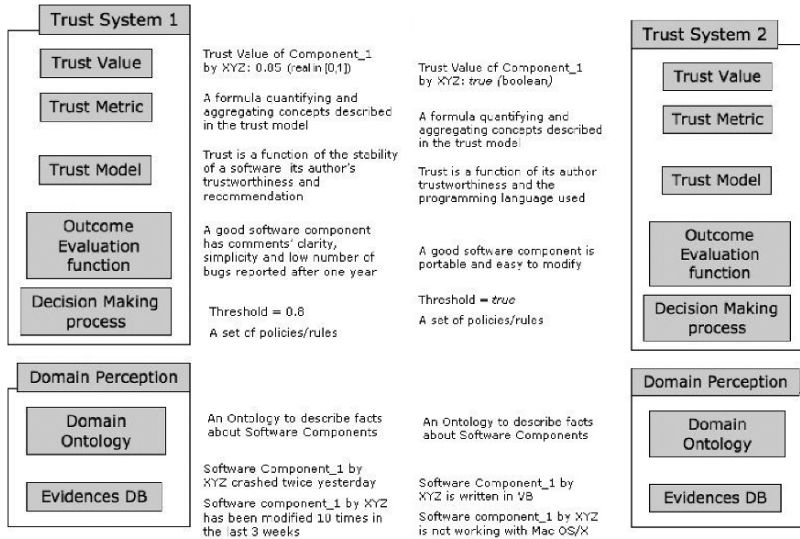 Trust System 1
Trust Value
Trust Value of Component_1
by XYZ: 0.05 (real in [0,1])
Trust Metric
A formula quantifying and
aggregating concepts described
in the trust model
Trust Model
Trust is a function of the stability
of a software its author's
trustworthiness and
recommendation
Outcome
Evaluation
function
A good software component
has comments' clarity,
simplicity and low number of
bugs reported after one year
Decision Making
process
Threshold = 0.8
A set of policies/rules
Domain Perception
Domain
Ontology
An Ontology to describe facts
about Software Components
Evidences DB
Software Component_1 by
XYZ crashed twice yesterday
Software component_1 by XYZ
has been modified 10 times in
the last 3 weeks
Trust System 2
Trust Value of Component_1
by XYZ: true (boolean)
Trust Value
A formula quantifying and
aggregating concepts described
in the trust model
Trust Metric
Trust is a function of its author
trustworthiness and the
programming language used
Trust Model
A good software component is
portable and easy to modify
Outcome
Evaluation
function
Threshold = true
A set of policies/rules
Decision Making
process
Domain Perception
An Ontology to describe facts
about Software Components
Domain
Ontology
Software Component_1 by
XYZ is written in VB
Software component_1 by XYZ
is not working with Mac OS/X
Evidences DB